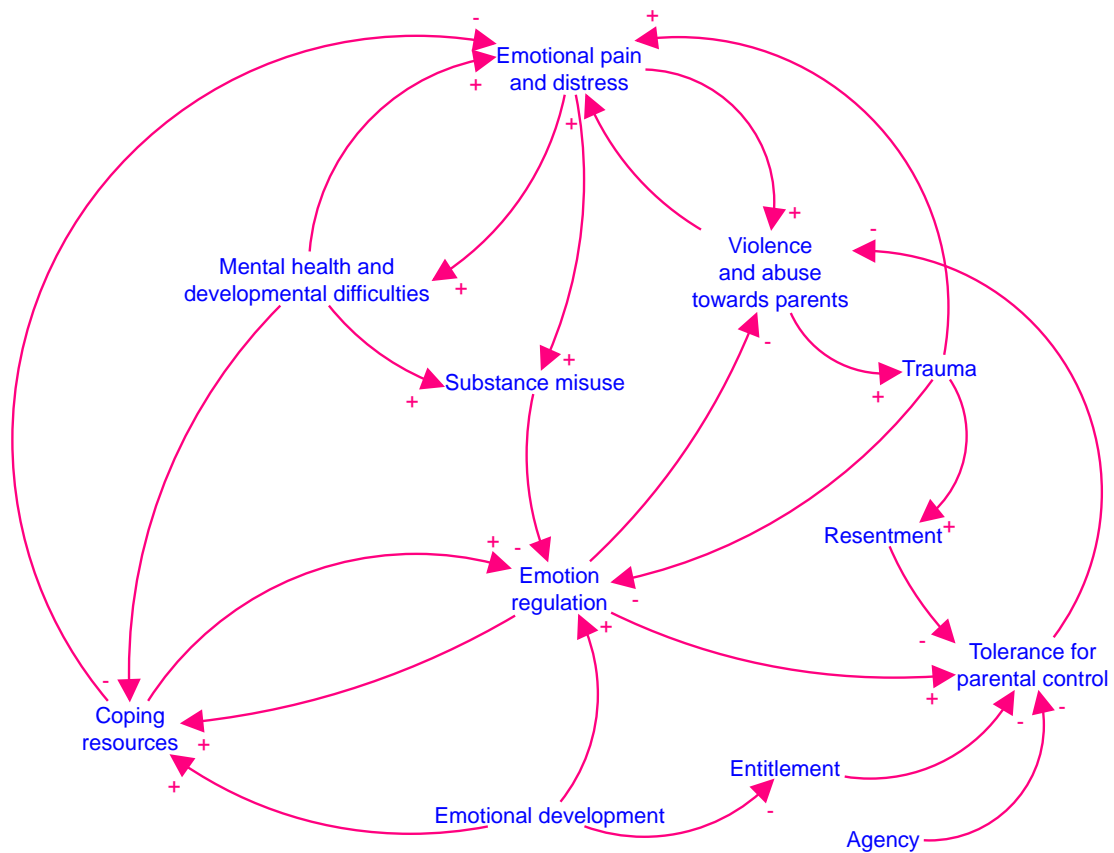 -
+
Emotional pain
and distress
+
+
+
Violence
and abuse
towards parents
-
Mental health and
developmental difficulties
+
-
Trauma
+
Substance misuse
+
+
Resentment
+
+
-
Emotion
regulation
-
+
-
Tolerance for
parental control
+
-
-
-
Coping
resources
+
+
Entitlement
-
Emotional development
Agency